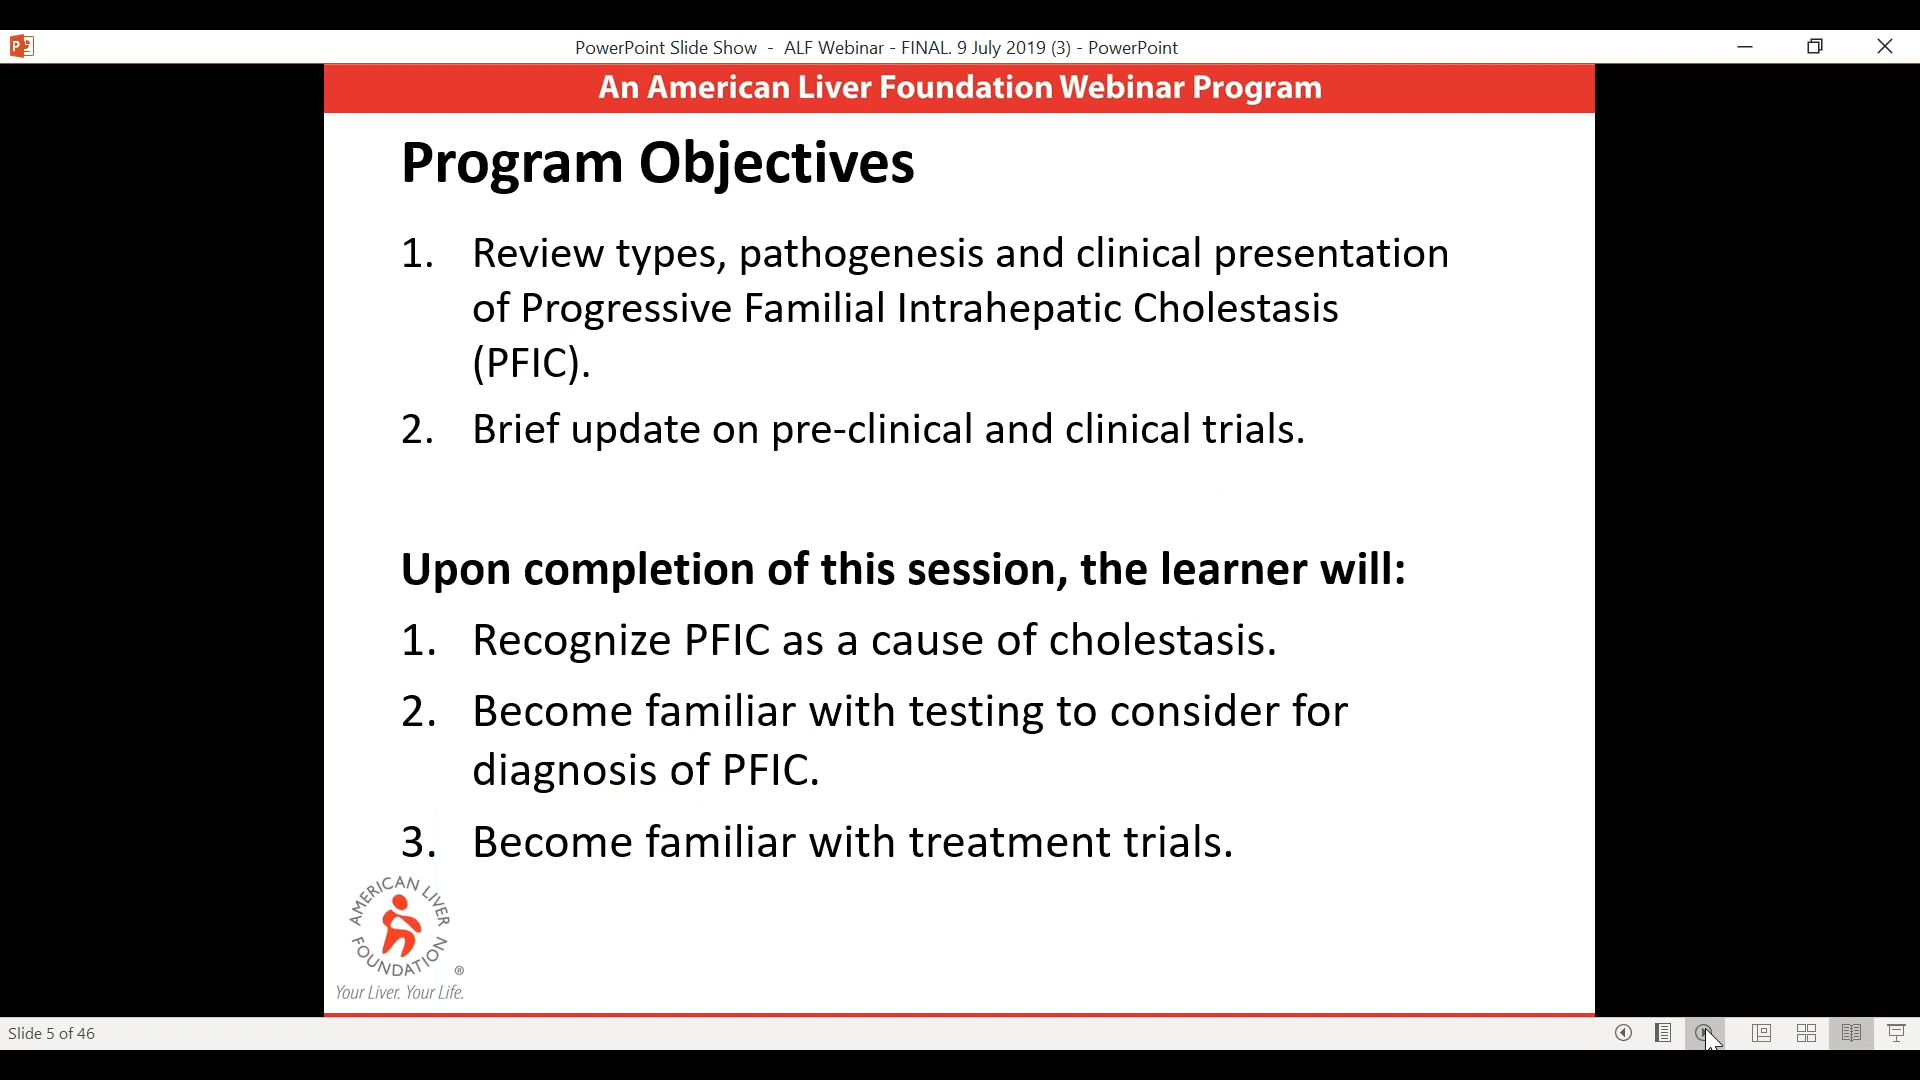 PowerPoint Slide Show - ALF Webinar - FINAL. 9 July 2019 (3) - PowerPoint
An American Liver Foundation Webinar Program
Program Objectives
1. Review types, pathogenesis and clinical presentation
of Progressive Familial Intrahepatic Cholestasis
(PFIC).
2. Brief update on pre-clinical and clinical trials.
Upon completion of this session, the learner will:
1. Recognize PFIC as a cause of cholestasis.
2. Become familiar with testing to consider for
diagnosis of PFIC.
3. Become familiar with treatment trials.
AMERICAN LIVER FOUNDATION ®
Your Liver. Your Life.
Slide 5 of 46